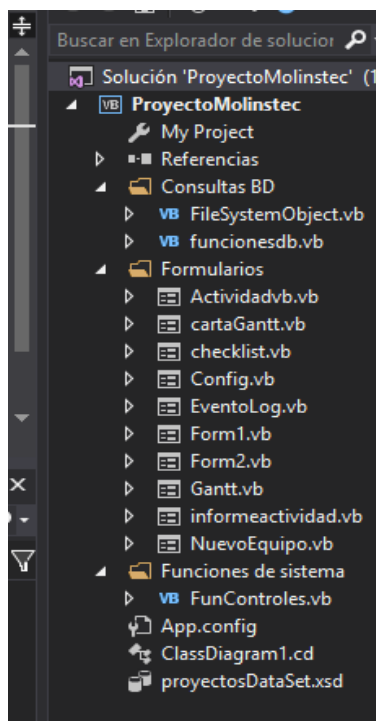 Buscar en Explorador de solucior
Solución 'ProyectoMolinstec' (1
VB ProyectoMolinstec
My Project
Referencias
Consultas BD
VB FileSystemObject.vb
VB funcionesdb.vb
Formularios
Actividadvb.vb
cartaGantt.vb
checklist.vb
Config.vb
EventoLog.vb
Form1.vb
Form2.vb
Gantt.vb
informeactividad.vb
NuevoEquipo.vb
Funciones de sistema
VB FunControles.vb
App.config
ClassDiagram1.cd
proyectosDataSet.xsd